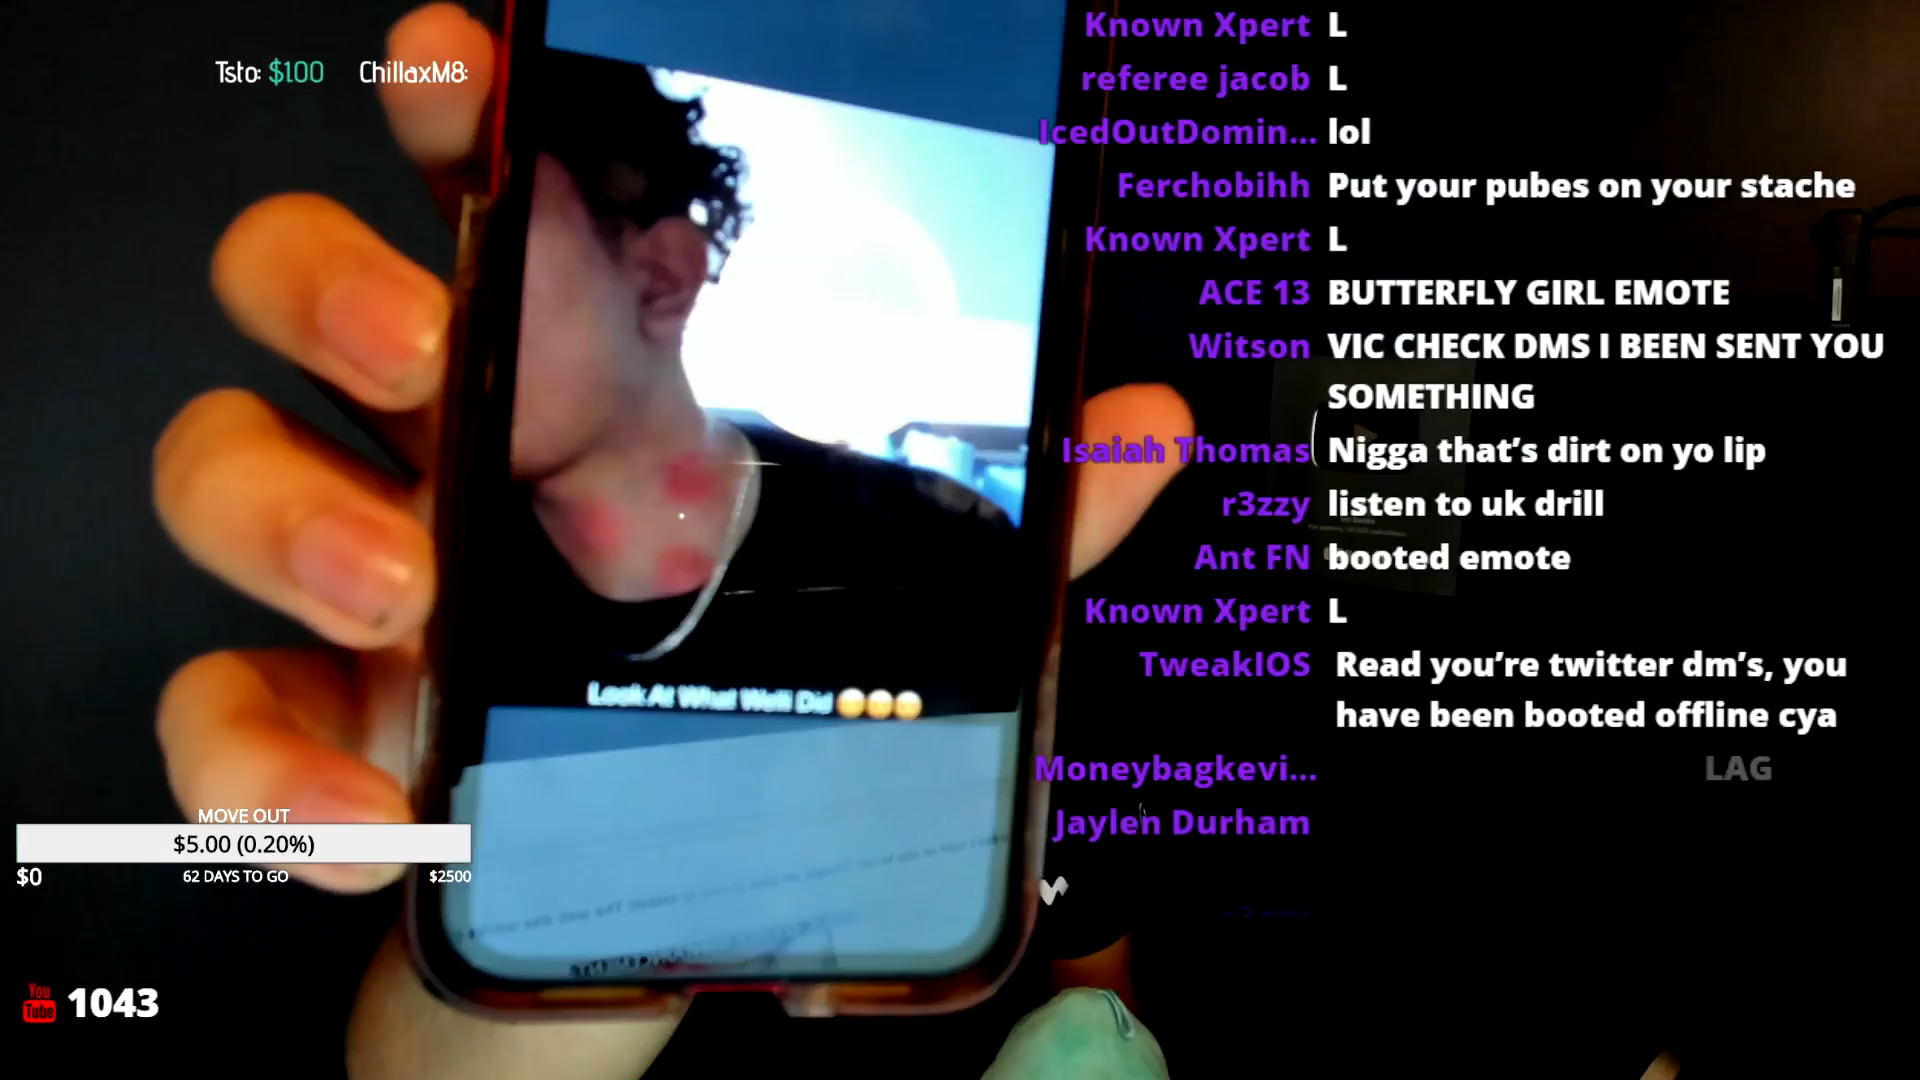 Tsto: $100 ChillaxM8:
Known Xpert L
referee jacob L
IcedOutDomin... lol
Ferchobihh Put your pubes on your stache
Known Xpert L
ACE 13 BUTTERFLY GIRL EMOTE
Witson VIC CHECK DMS I BEEN SENT YOU
SOMETHING
Isaiah Thomas Nigga that's dirt on yo lip
r3zzy listen to uk drill
Ant FN booted emote
Known Xpert L
TweakIOS Read you're twitter dm's, you
have been booted offline cya
Moneybagkevi... LAG
Jaylen Durham
Look At What We'll Did 😁😁😁
MOVE OUT
$5.00 (0.20%)
$0 62 DAYS TO GO $2500
You
Tube 1043